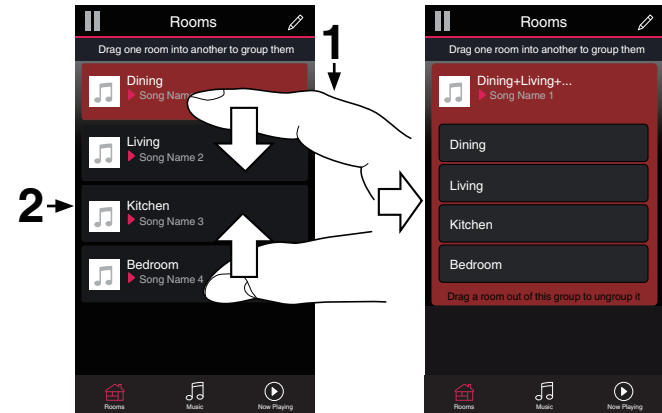 Rooms
Drag one room into another to group them
1
Dining
Song Nam
Living
Song Name 2
2
Kitchen
Song Name 3
Bedroom
Song Name 4
Rooms
Music
Now Playing
Rooms
Drag one room into another to group them
Dining+Living+...
Song Name 1
Dining
Living
Kitchen
Bedroom
Drag a room out of this group to ungroup it
Rooms
Music
Now Playing